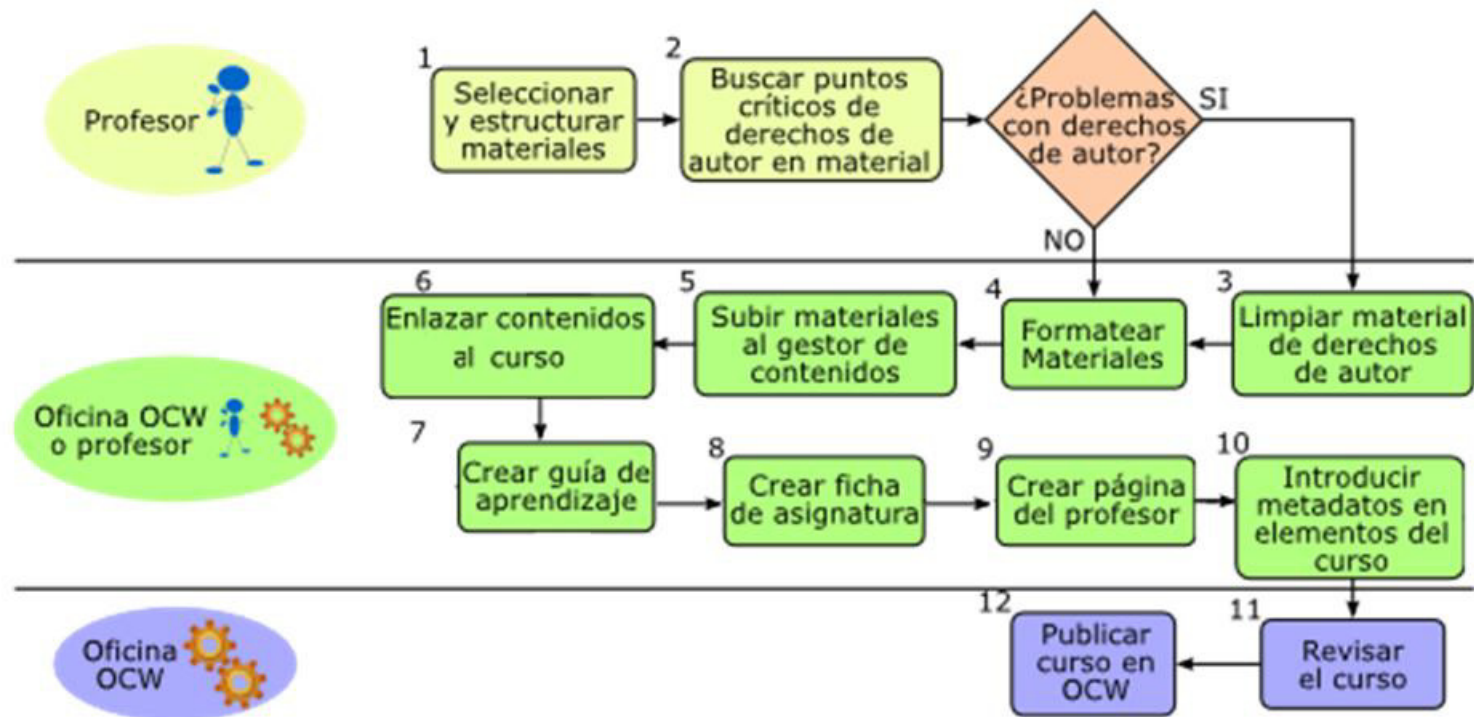 Profesor
1
Seleccionar
y estructurar
materiales
2
Buscar puntos
críticos de
derechos de
autor en material
¿Problemas
con derechos
de autor?
SI
NO
Oficina OCW
o profesor
3
Limpiar material
de derechos
de autor
4
Formatear
Materiales
5
Subir materiales
al gestor de
contenidos
6
Enlazar contenidos
al curso
7
Crear guía de
aprendizaje
8
Crear ficha
de asignatura
9
Crear página
del profesor
10
Introducir
metadatos en
elementos del
curso
Oficina
OCW
11
Revisar
el curso
12
Publicar
curso en
OCW